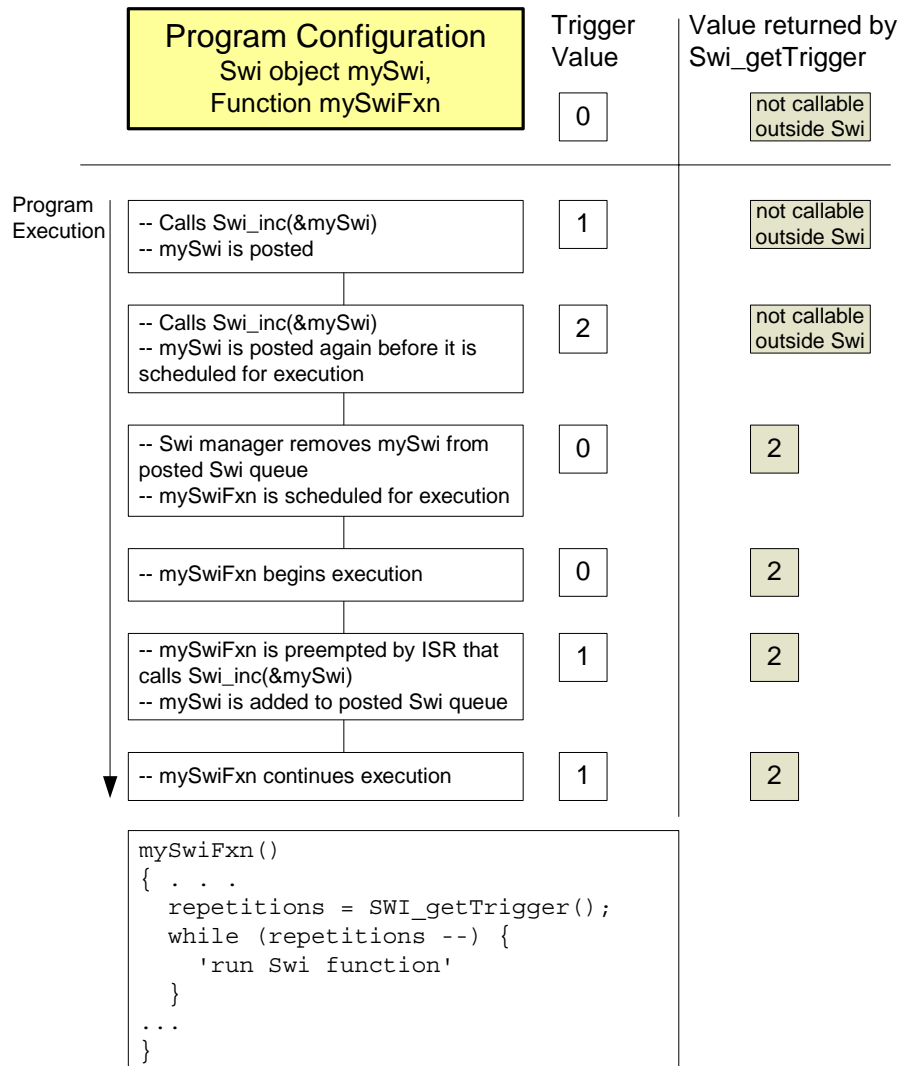 Program Configuration
Swi object mySwi,
Function mySwiFxn
Trigger
Value
Value returned by
Swi_getTrigger
0
not callable
outside Swi
Program
Execution
-- Calls Swi_inc(&mySwi)
-- mySwi is posted
1
not callable
outside Swi
-- Calls Swi_inc(&mySwi)
-- mySwi is posted again before it is
scheduled for execution
2
not callable
outside Swi
-- Swi manager removes mySwi from
posted Swi queue
-- mySwiFxn is scheduled for execution
0
2
-- mySwiFxn begins execution
0
2
-- mySwiFxn is preempted by ISR that
calls Swi_inc(&mySwi)
-- mySwi is added to posted Swi queue
1
2
-- mySwiFxn continues execution
1
2
mySwiFxn()
{ . . .
  repetitions = SWI_getTrigger();
  while (repetitions --) {
    'run Swi function'
  }
...
}